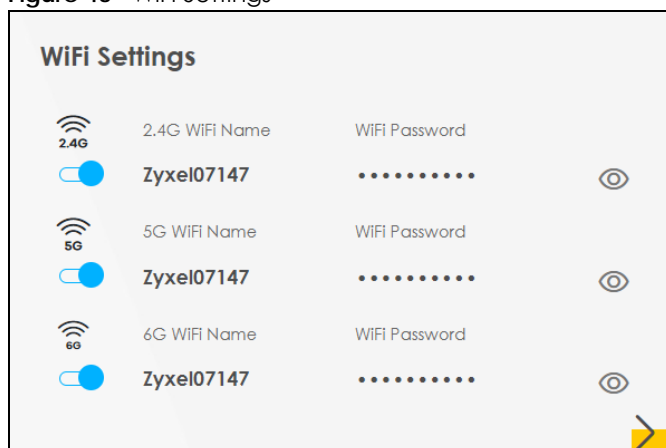 WiFi Settings
2.4G 2.4G WiFi Name WiFi Password
Zyxel07147 ••••••••••
5G 5G WiFi Name WiFi Password
Zyxel07147 ••••••••••
6G 6G WiFi Name WiFi Password
Zyxel07147 ••••••••••